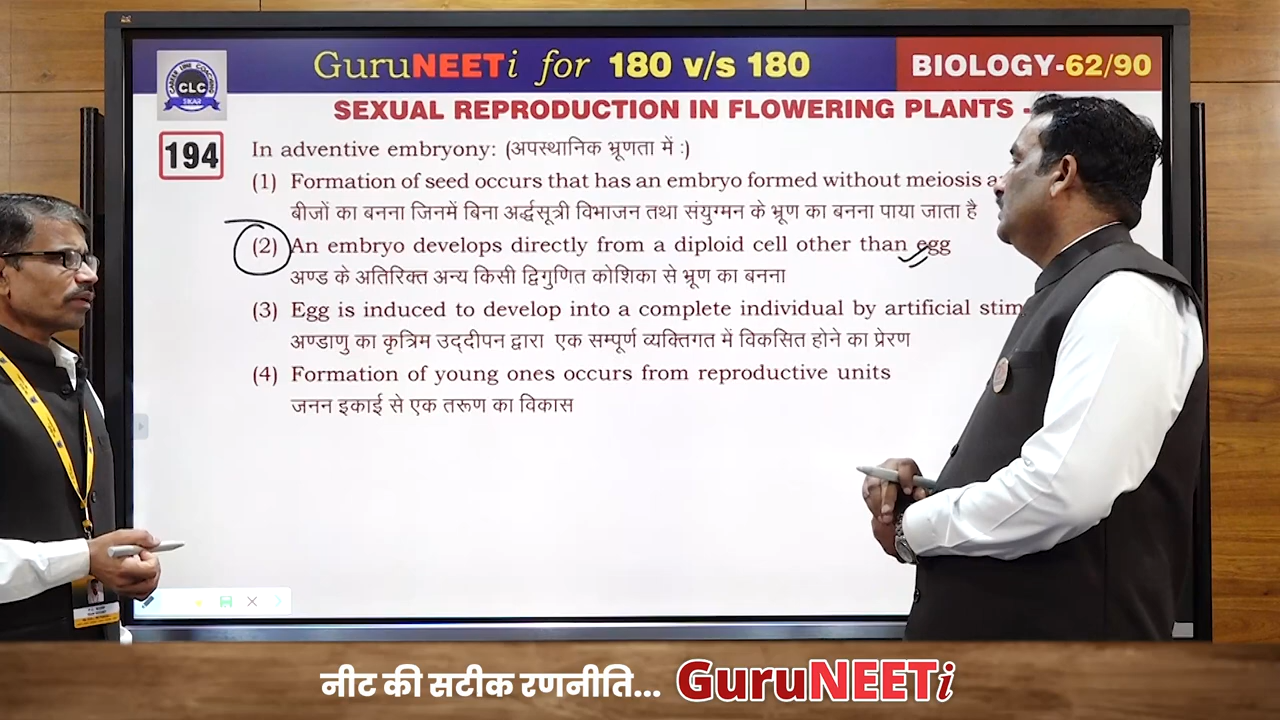 GuruNEETi for 180 v/s 180
BIOLOGY-62/90
CAREER LINE COACHING
CLC
SIKAR
SEXUAL REPRODUCTION IN FLOWERING PLANTS -
194
In adventive embryony: (अपस्थानिक भ्रूणता में :)
(1) Formation of seed occurs that has an embryo formed without meiosis
बीजों का बनना जिनमें बिना अर्द्धसूत्री विभाजन तथा संयुग्मन के भ्रूण का बनना पाया जाता है
(2) An embryo develops directly from a diploid cell other than egg
अण्ड के अतिरिक्त अन्य किसी द्विगुणित कोशिका से भ्रूण का बनना
(3) Egg is induced to develop into a complete individual by artificial stim
अण्डाणु का कृत्रिम उद्दीपन द्वारा एक सम्पूर्ण व्यक्तिगत में विकसित होने का प्रेरण
(4) Formation of young ones occurs from reproductive units
जनन इकाई से एक तरूण का विकास
नीट की सटीक रणनीति... GuruNEETi